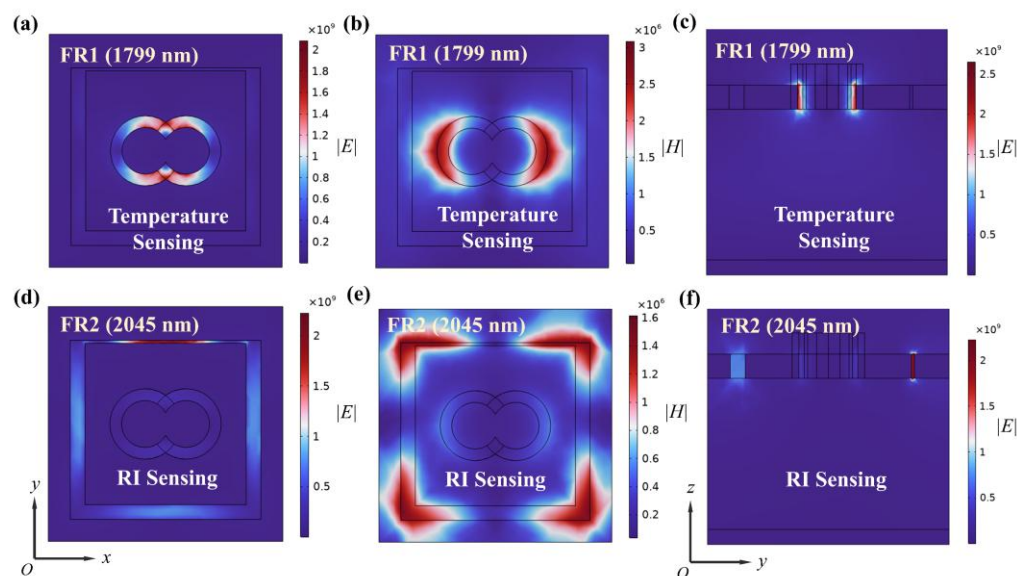 (a)
FR1 (1799 nm)
Temperature
Sensing
×10⁹
2
1.8
1.6
1.4
1.2
1
0.8
0.6
0.4
0.2
|E|
(b)
FR1 (1799 nm)
Temperature
Sensing
×10⁶
3
2.5
2
1.5
1
0.5
|H|
(c)
Temperature
Sensing
FR1 (1799 nm)
×10⁹
2.5
2
1.5
1
0.5
|E|
(d)
FR2 (2045 nm)
RI Sensing
×10⁹
2
1.5
1
0.5
|E|
y
O
x
(e)
FR2 (2045 nm)
RI Sensing
×10⁶
1.6
1.4
1.2
1
0.8
0.6
0.4
0.2
|H|
(f)
FR2 (2045 nm)
RI Sensing
×10⁹
2
1.5
1
0.5
|E|
z
O
y